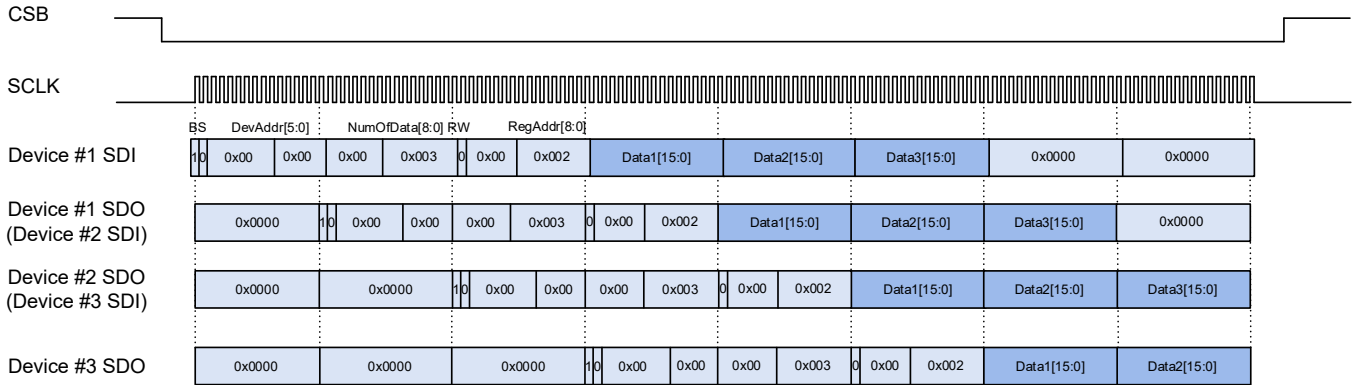 CSB
SCLK
BS DevAddr[5:0] NumOfData[8:0] RW RegAddr[8:0]
Device #1 SDI 1 0 0x00 0x00 0x00 0x003 0 0x00 0x002 Data1[15:0] Data2[15:0] Data3[15:0] 0x0000 0x0000
Device #1 SDO
(Device #2 SDI)
0x0000 1 0 0x00 0x00 0x00 0x003 0 0x00 0x002 Data1[15:0] Data2[15:0] Data3[15:0] 0x0000
Device #2 SDO
(Device #3 SDI)
0x0000 0x0000 1 0 0x00 0x00 0x00 0x003 0 0x00 0x002 Data1[15:0] Data2[15:0] Data3[15:0]
Device #3 SDO 0x0000 0x0000 0x0000 1 0 0x00 0x00 0x00 0x003 0 0x00 0x002 Data1[15:0] Data2[15:0]